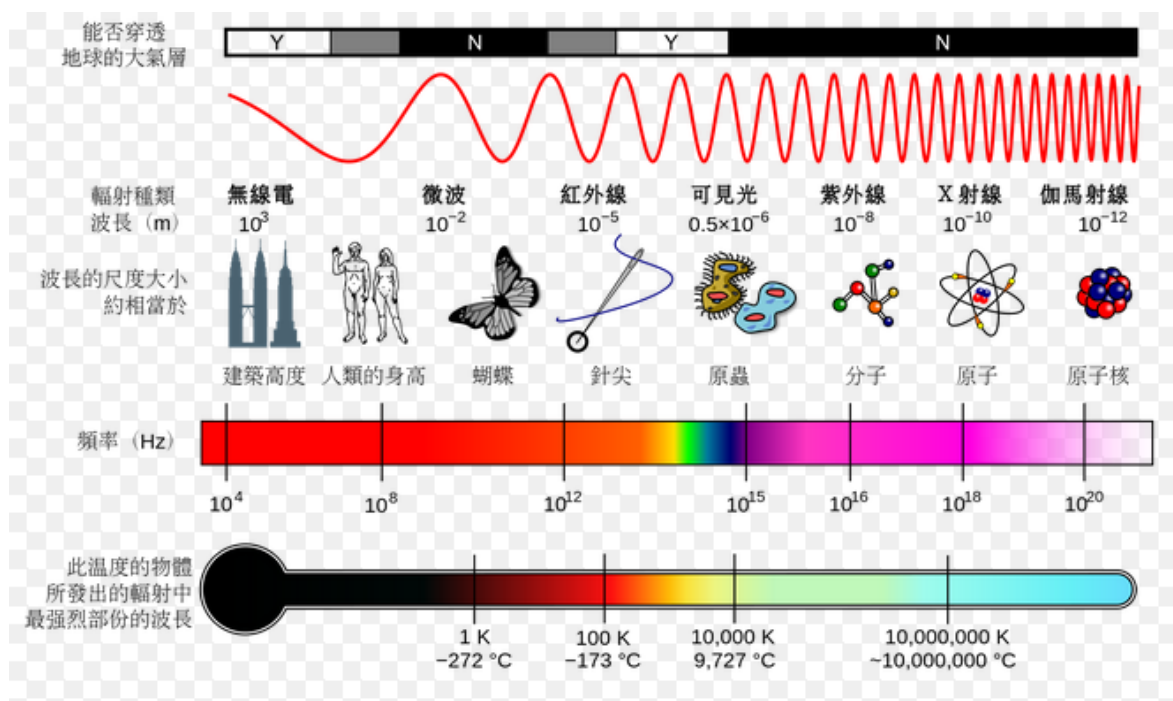 能否穿透
地球的大氣層
Y N Y N
輻射種類
波長（m）
無線電 微波 紅外線 可見光 紫外線 X射線 伽馬射線
10³ 10⁻² 10⁻⁵ 0.5×10⁻⁶ 10⁻⁸ 10⁻¹⁰ 10⁻¹²
波長的尺度大小
約相當於
建築高度 人類的身高 蝴蝶 針尖 原蟲 分子 原子 原子核
頻率（Hz）
10⁴ 10⁸ 10¹² 10¹⁵ 10¹⁶ 10¹⁸ 10²⁰
此温度的物體
所發出的輻射中
最强烈部份的波長
1 K 100 K 10,000 K 10,000,000 K
−272 °C −173 °C 9,727 °C ~10,000,000 °C